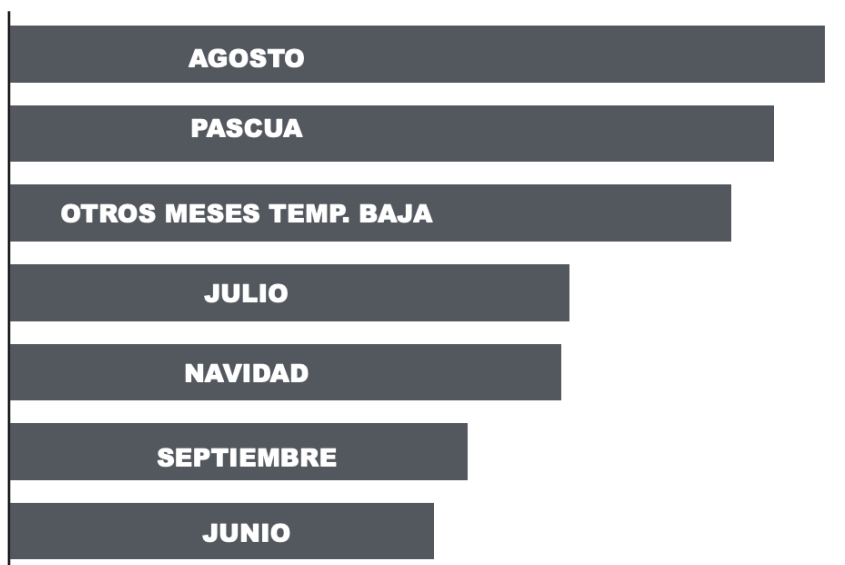 AGOSTO
PASCUA
OTROS MESES TEMP. BAJA
JULIO
NAVIDAD
SEPTIEMBRE
JUNIO